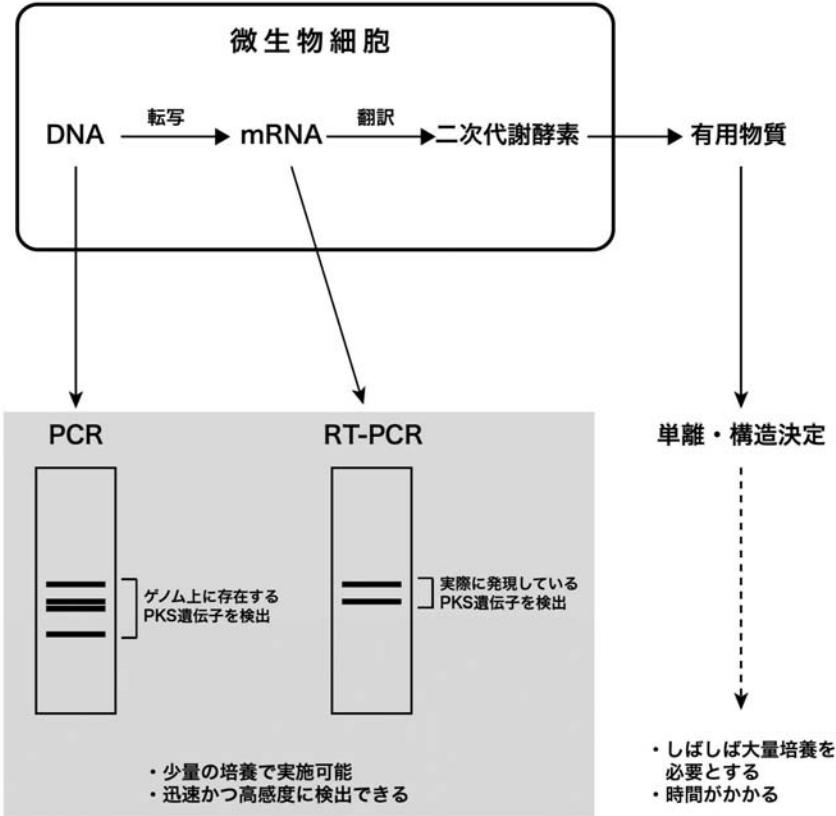 微生物細胞
転写
翻訳
DNA
mRNA
二次代謝酵素
有用物質
PCR
RT-PCR
単離・構造決定
ゲノム上に存在する
PKS遺伝子を検出
実際に発現している
PKS遺伝子を検出
・少量の培養で実施可能
・迅速かつ高感度に検出できる
・しばしば大量培養を
必要とする
・時間がかかる